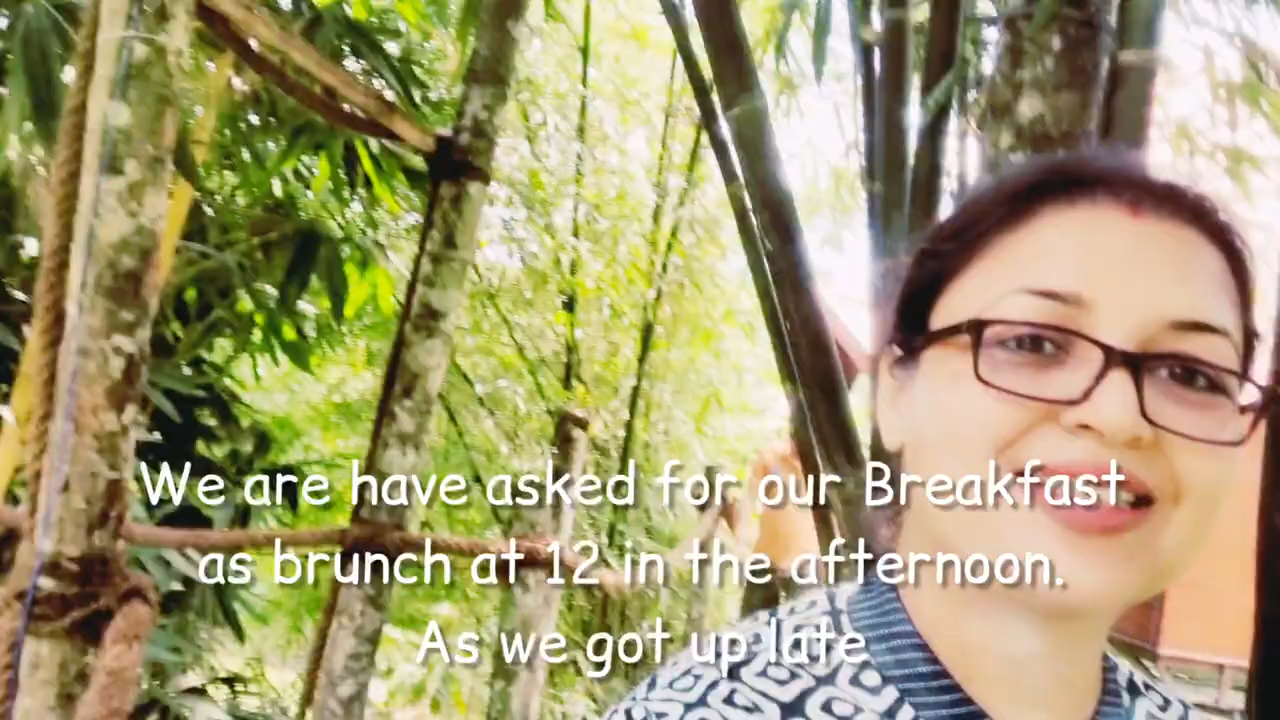 We are have asked for our Breakfast
as brunch at 12 in the afternoon.
As we got up late